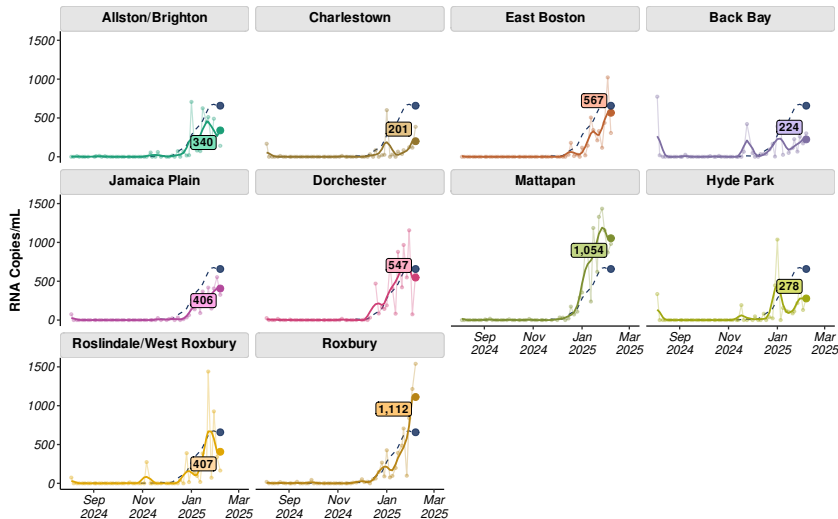 Allston/Brighton
Charlestown
East Boston
Back Bay
1500
1000
500
0
340
201
567
224
Jamaica Plain
Dorchester
Mattapan
Hyde Park
RNA Copies/mL
1500
1000
500
0
406
547
1,054
278
Sep
2024
Nov
2024
Jan
2025
Mar
2025
Sep
2024
Nov
2024
Jan
2025
Mar
2025
Roslindale/West Roxbury
Roxbury
1500
1000
500
0
407
1,112
Sep
2024
Nov
2024
Jan
2025
Mar
2025
Sep
2024
Nov
2024
Jan
2025
Mar
2025